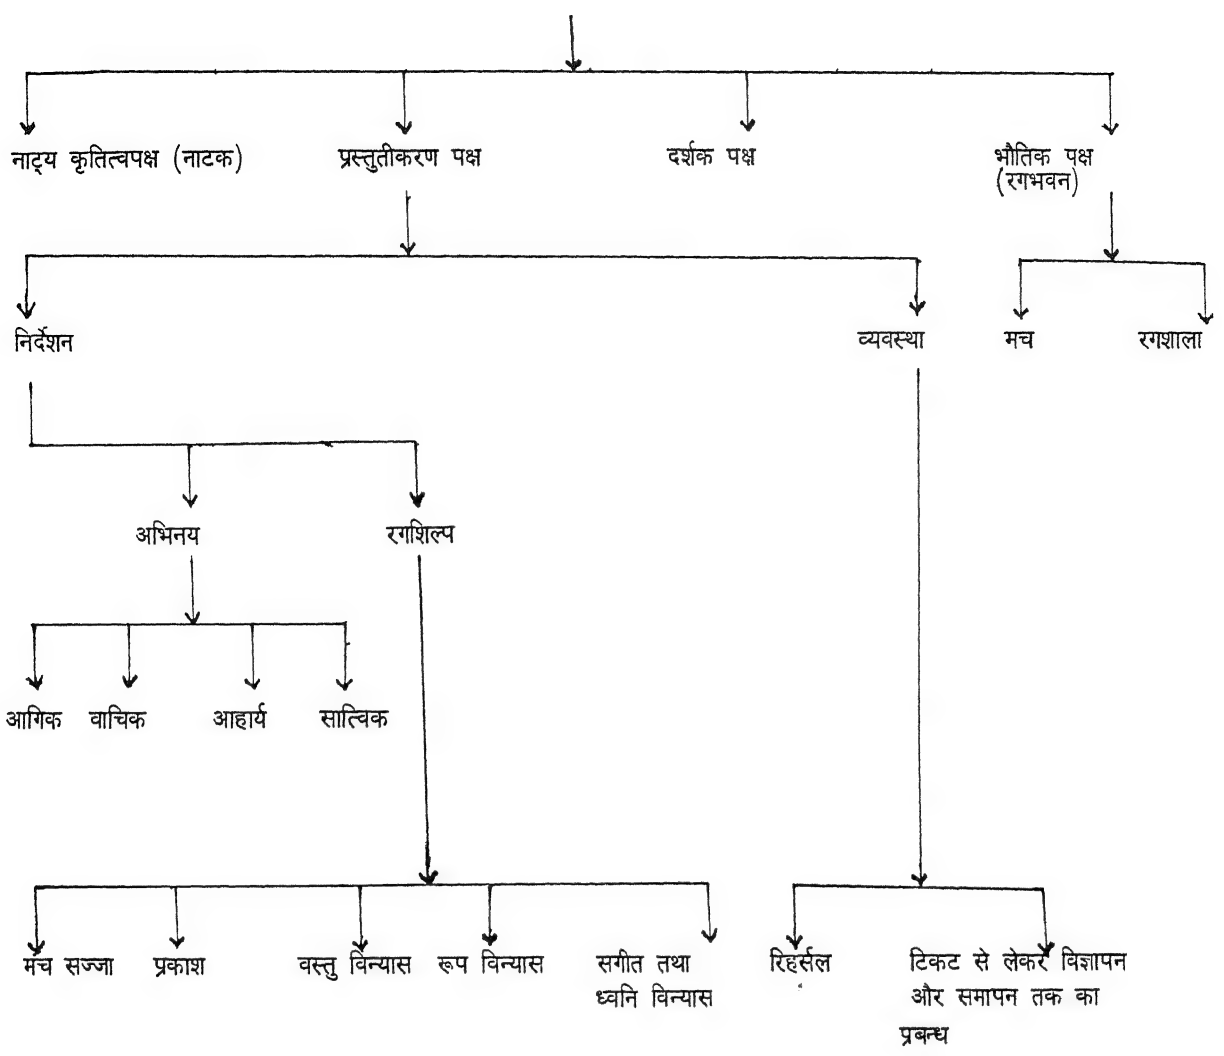 नाट्य कृतित्वपक्ष (नाटक) प्रस्तुतीकरण पक्ष दर्शक पक्ष भौतिक पक्ष
(रगभवन)
निर्देशन व्यवस्था मच रगशाला
अभिनय रगशिल्प
आगिक वाचिक आहार्य सात्विक
मंच सज्जा प्रकाश वस्तु विन्यास रूप विन्यास सगीत तथा रिहर्सल टिकट से लेकर विज्ञापन
ध्वनि विन्यास और समापन तक का
प्रबन्ध